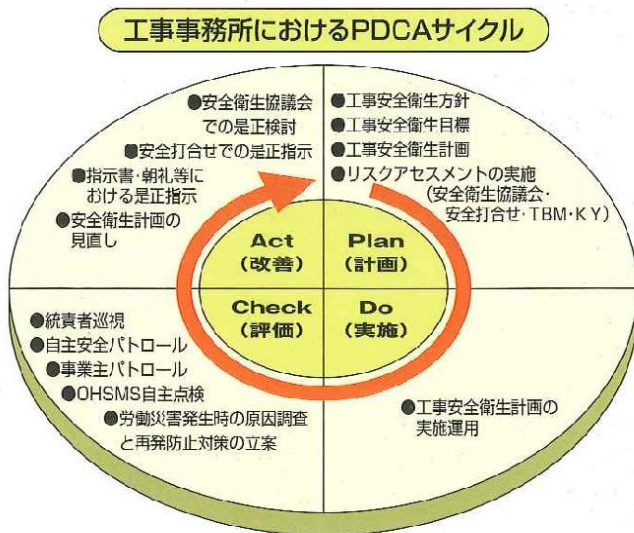 工事事務所におけるPDCAサイクル
●安全衛生協議会
での是正検討
●安全打合せでの是正指示
●指示書・朝礼等に
おける是正指示
●安全衛生計画の
見直し
●工事安全衛生方針
●工事安全衛生目標
●工事安全衛生計画
●リスクアセスメントの実施
(安全衛生協議会・
安全打合せ・TBM・KY)
Act
(改善)
Plan
(計画)
Check
(評価)
Do
(実施)
●統責者巡視
●自主安全パトロール
●事業主パトロール
●OHSMS自主点検
●労働災害発生時の原因調査
と再発防止対策の立案
●工事安全衛生計画の
実施運用